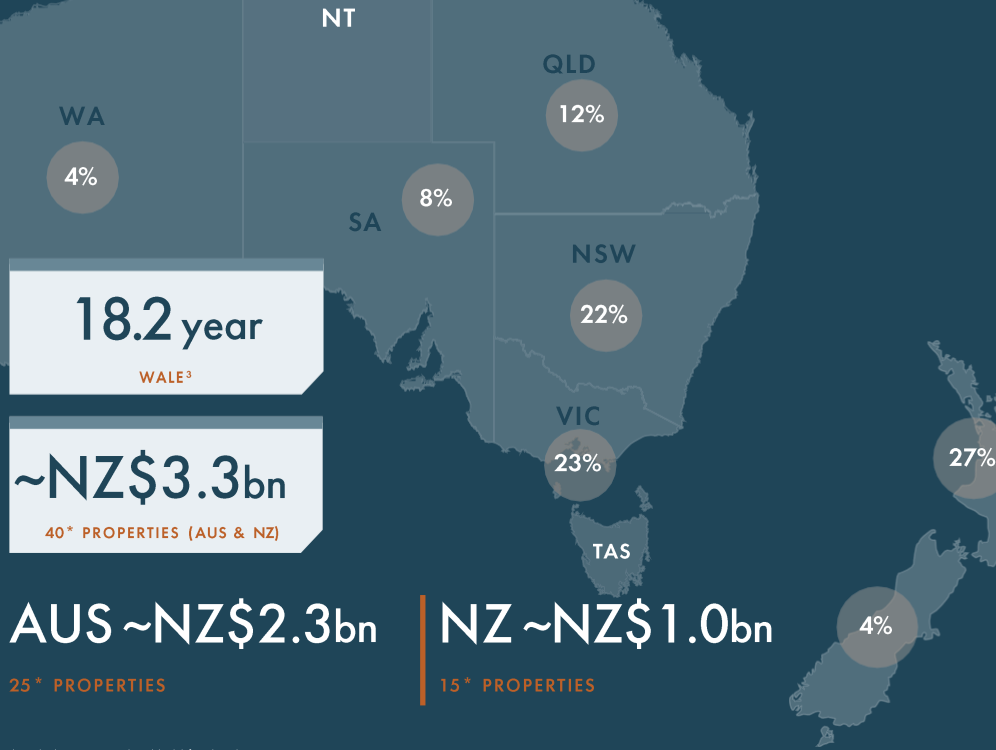 NT
QLD
12%
WA
4%
8%
SA
NSW
22%
18.2 year
WALE³
VIC
23%
27%
~NZ$3.3bn
40* PROPERTIES (AUS & NZ)
TAS
AUS ~NZ$2.3bn
25* PROPERTIES
NZ ~NZ$1.0bn
15* PROPERTIES
4%